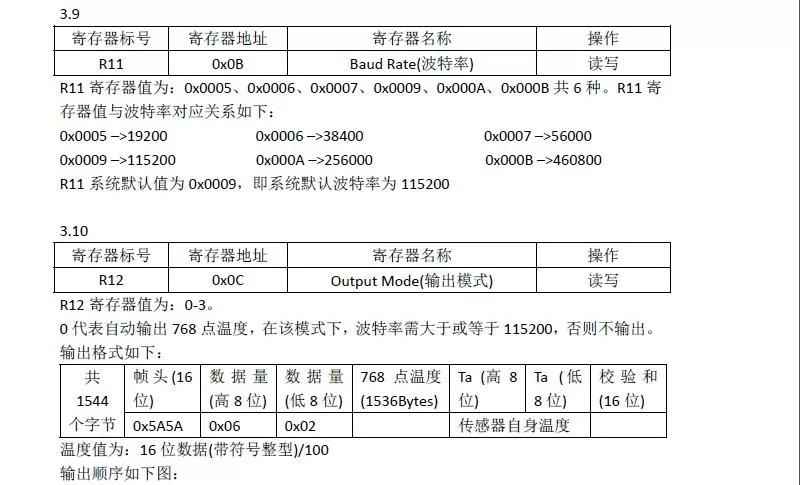 3.9
寄存器标号 寄存器地址 寄存器名称 操作
R11 0x0B Baud Rate(波特率) 读写
R11 寄存器值为：0x0005、0x0006、0x0007、0x0009、0x000A、0x000B 共 6 种。R11 寄
存器值与波特率对应关系如下：
0x0005 –>19200 0x0006 –>38400 0x0007 –>56000
0x0009 –>115200 0x000A –>256000 0x000B –>460800
R11 系统默认值为 0x0009，即系统默认波特率为 115200
3.10
寄存器标号 寄存器地址 寄存器名称 操作
R12 0x0C Output Mode(输出模式) 读写
R12 寄存器值为：0-3。
0 代表自动输出 768 点温度，在该模式下，波特率需大于或等于 115200，否则不输出。
输出格式如下：
共 帧头(16 数据量 数据量 768 点温度 Ta (高 8 Ta (低 校验和
1544 位) (高 8 位) (低 8 位) (1536Bytes) 位) 8 位) (16 位)
个字节 0x5A5A 0x06 0x02 传感器自身温度
温度值为：16 位数据(带符号整型)/100
输出顺序如下图：